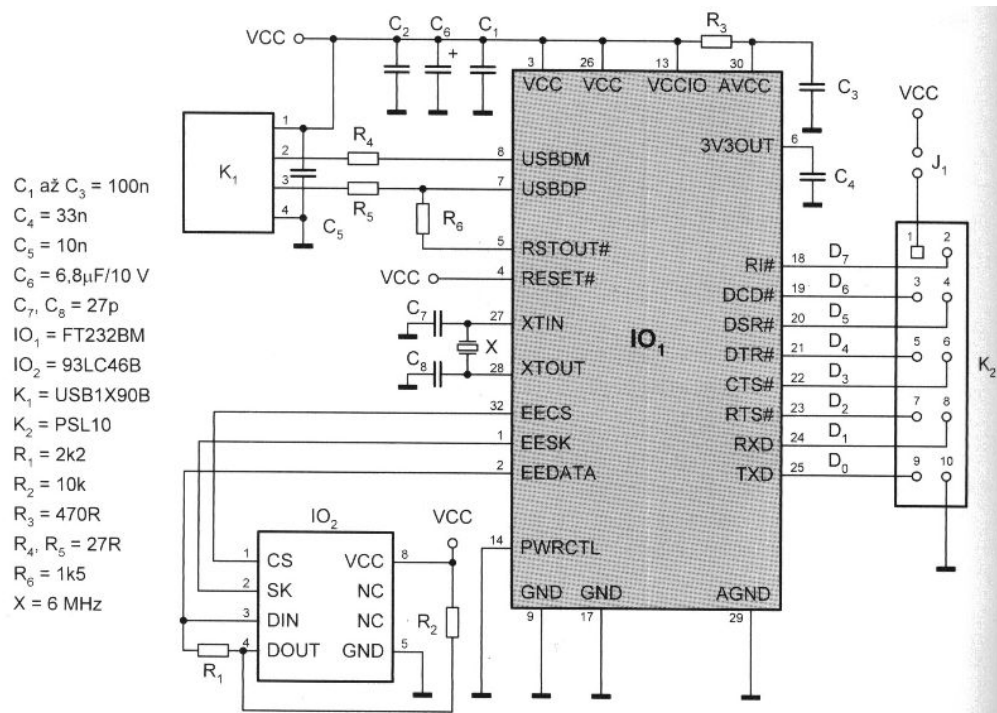 C1 až C3 = 100n
C4 = 33n
C5 = 10n
C6 = 6,8µF/10 V
C7, C8 = 27p
IO1 = FT232BM
IO2 = 93LC46B
K1 = USB1X90B
K2 = PSL10
R1 = 2k2
R2 = 10k
R3 = 470R
R4, R5 = 27R
R6 = 1k5
X = 6 MHz
VCC
C2
C6
+
C1
R3
3
26
13
30
VCC
VCC
VCCIO
AVCC
C3
K1
1
2
3
4
C5
R4
R5
R6
8
USBDM
7
USBDP
5
RSTOUT#
VCC
4
RESET#
C7
27
XTIN
X
C8
28
XTOUT
32
EECS
1
EESK
2
EEDATA
14
PWRCTL
IO1
GND
GND
AGND
9
17
29
3V3OUT
6
C4
RI#
18
D7
DCD#
19
D6
DSR#
20
D5
DTR#
21
D4
CTS#
22
D3
RTS#
23
D2
RXD
24
D1
TXD
25
D0
VCC
J1
K2
1
2
3
4
5
6
7
8
9
10
IO2
1
CS
VCC
8
2
SK
NC
3
DIN
NC
4
DOUT
GND
5
R1
VCC
R2